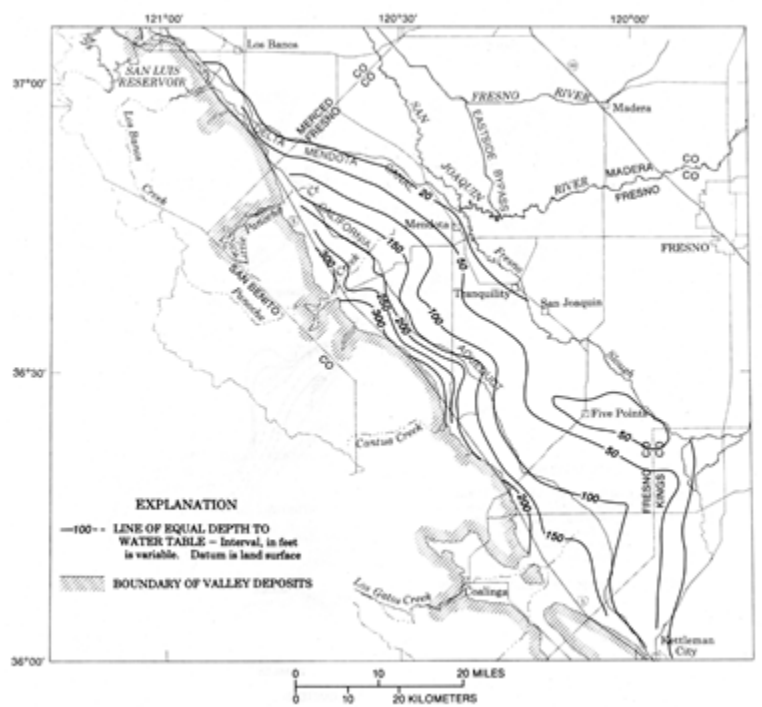 121°00'
120°30'
120°00'
Los Banos
SAN LUIS
RESERVOIR
37°00'
CO
CO
MERCED
FRESNO
FRESNO
RIVER
Madera
SAN
JOAQUIN
EASTSIDE
BYPASS
Los Banos
Creek
DELTA
MENDOTA
CANAL
20
RIVER
MADERA
FRESNO
CO
CO
CALIFORNIA
150
Mendota
FRESNO
Little Panoche
Cr
300
Creek
50
Fresno
SAN BENITO
CO
Panoche
Tranquility
San Joaquin
250
200
300
100
AQUEDUCT
Slough
36°30'
Five Points
50
50
CO
CO
Cantua Creek
FRESNO
KINGS
200
100
150
EXPLANATION
—100-- LINE OF EQUAL DEPTH TO
WATER TABLE – Interval, in feet
is variable. Datum is land surface
BOUNDARY OF VALLEY DEPOSITS
Los Gatos Creek
Coalinga
36°00'
Kettleman
City
0 10 20 MILES
0 10 20 KILOMETERS